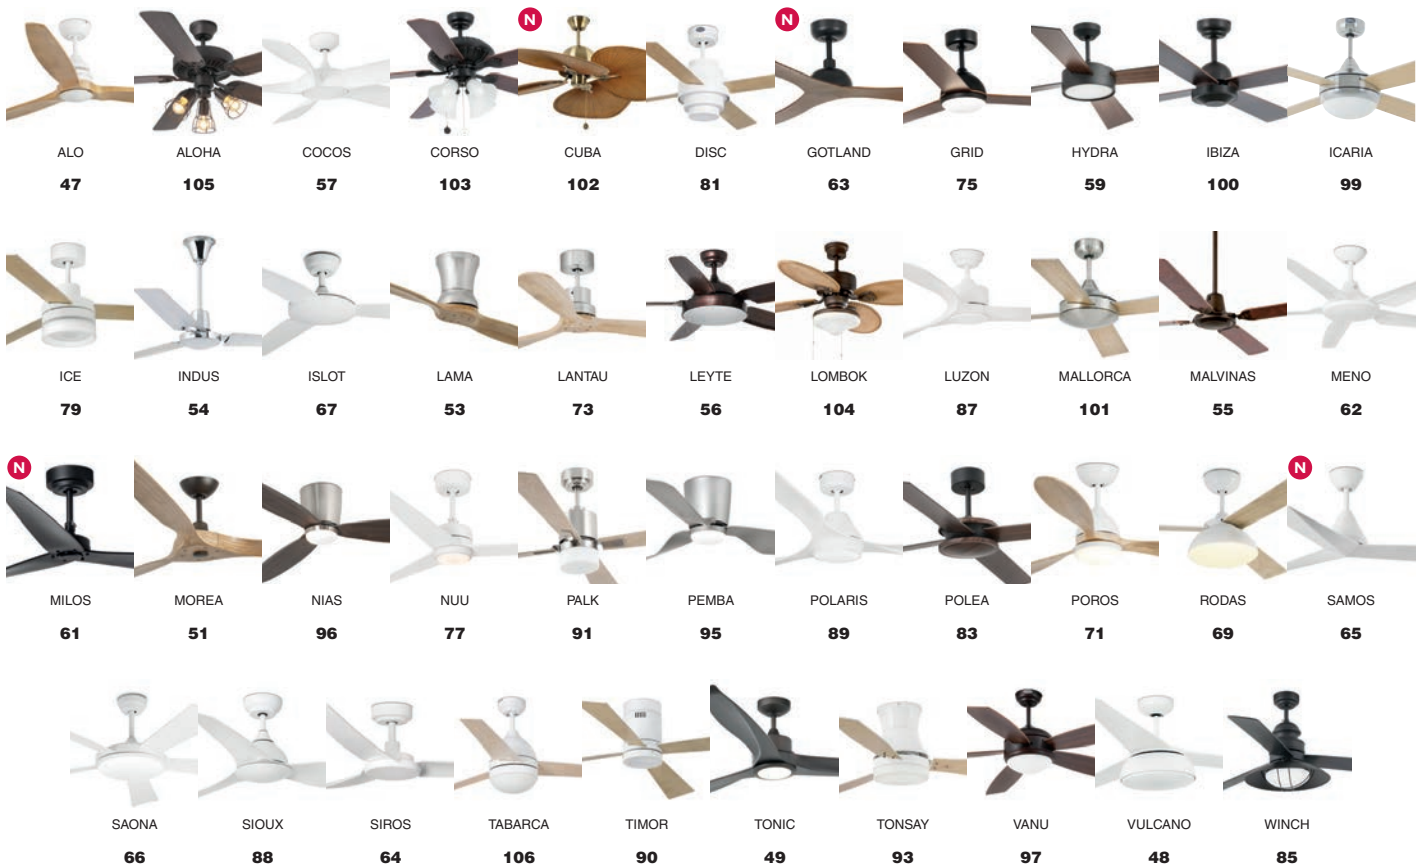 N N
ALO ALOHA COCOS CORSO CUBA DISC GOTLAND GRID HYDRA IBIZA ICARIA
47 105 57 103 102 81 63 75 59 100 99
ICE INDUS ISLOT LAMA LANTAU LEYTE LOMBOK LUZON MALLORCA MALVINAS MENO
79 54 67 53 73 56 104 87 101 55 62
N N
MILOS MOREA NIAS NUU PALK PEMBA POLARIS POLEA POROS RODAS SAMOS
61 51 96 77 91 95 89 83 71 69 65
SAONA SIOUX SIROS TABARCA TIMOR TONIC TONSAY VANU VULCANO WINCH
66 88 64 106 90 49 93 97 48 85